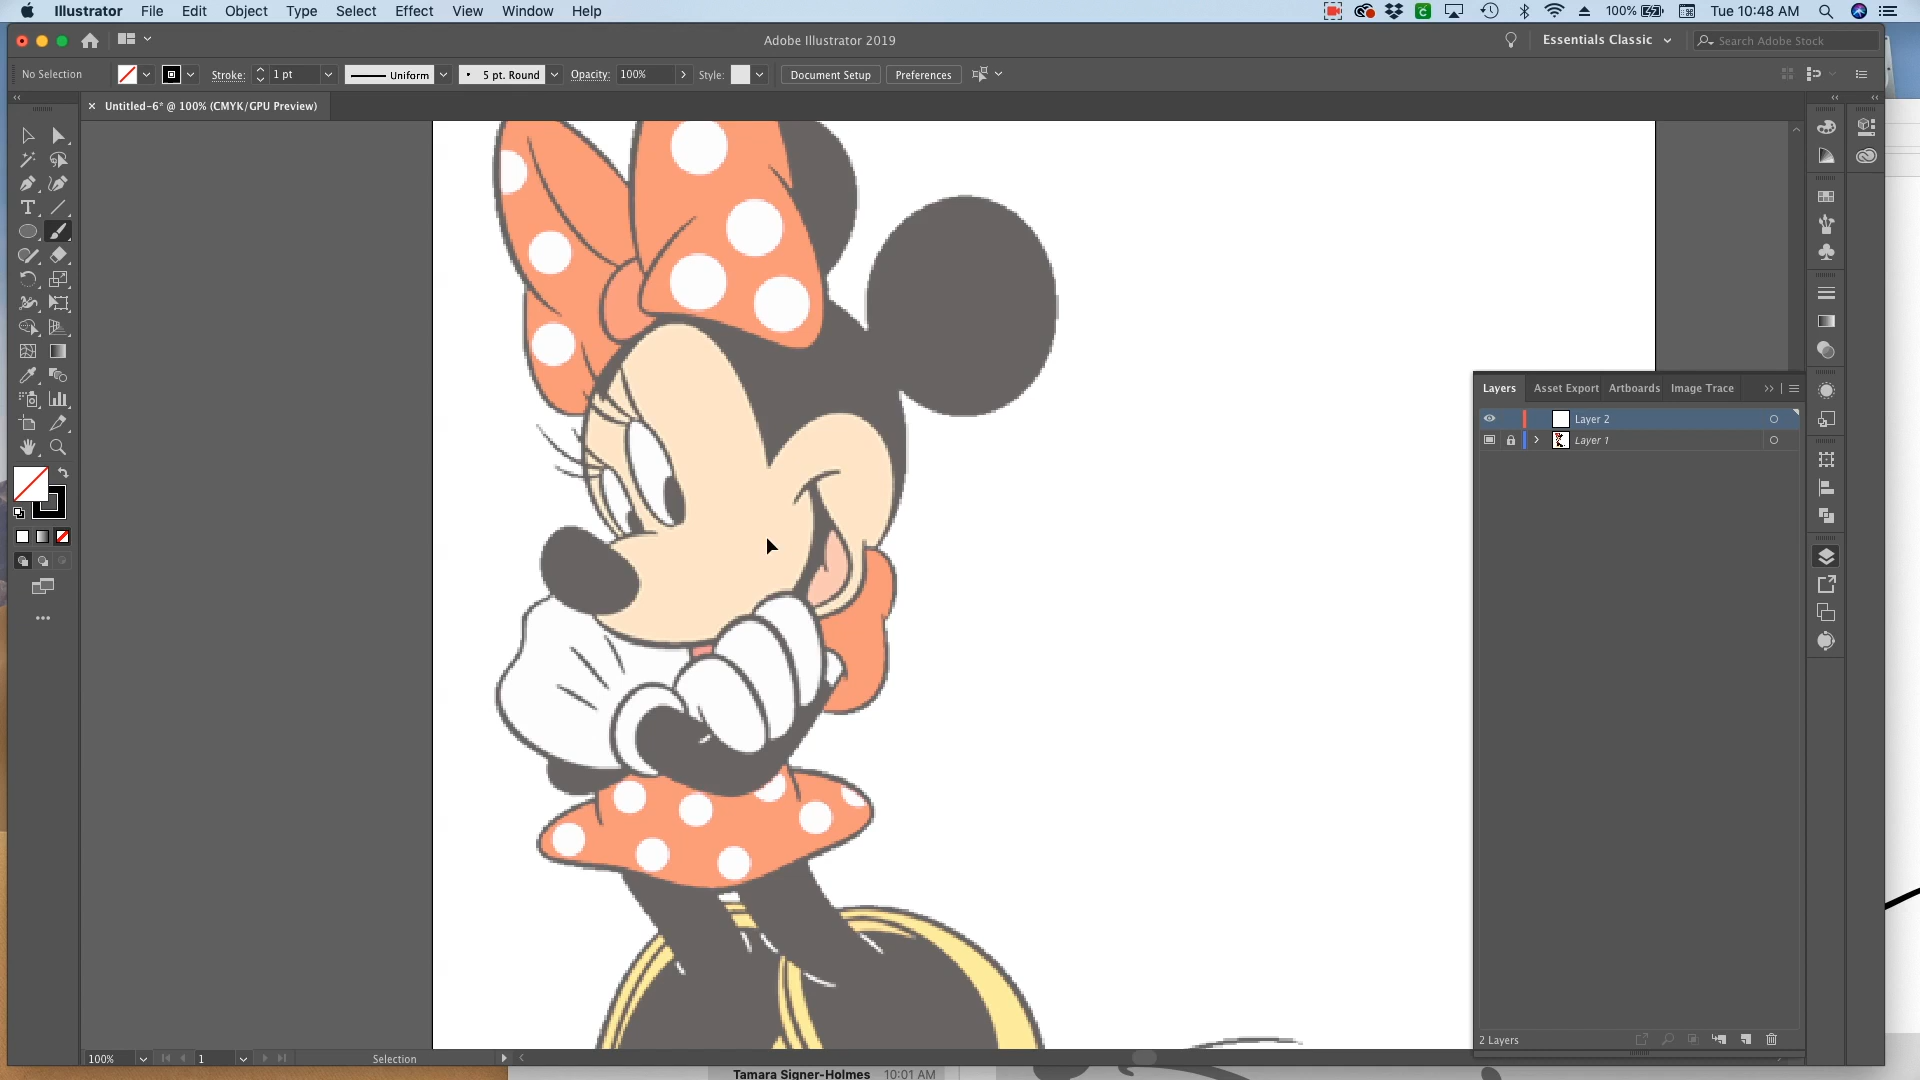 Illustrator File Edit Object Type Select Effect View Window Help 100% Tue 10:48 AM
Adobe Illustrator 2019 Essentials Classic Search Adobe Stock
No Selection Stroke: 1 pt Uniform 5 pt. Round Opacity: 100% Style: Document Setup Preferences
Untitled-6* @ 100% (CMYK/GPU Preview)
Layers Asset Export Artboards Image Trace
Layer 2
Layer 1
2 Layers
100% 1 Selection
Tamara Signer-Holmes 10:01 AM